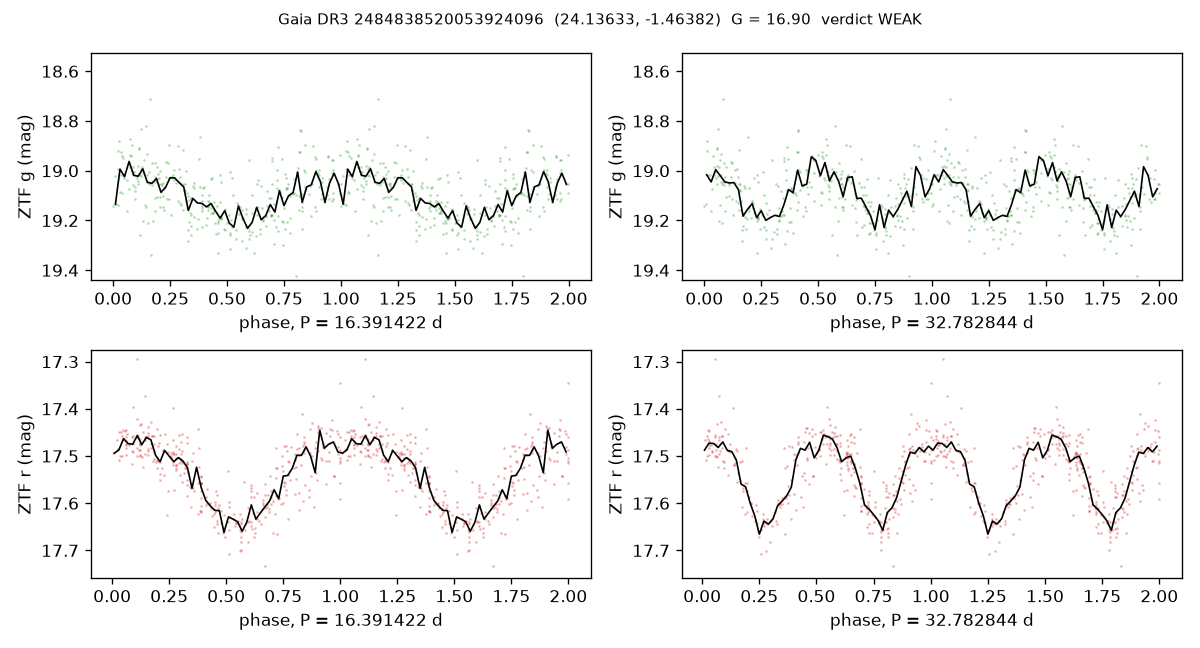 Gaia DR3 2484838520053924096  (24.13633, -1.46382)  G = 16.90  verdict WEAK
ZTF g (mag)
18.6
18.8
19.0
19.2
19.4
0.00 0.25 0.50 0.75 1.00 1.25 1.50 1.75 2.00
phase, P = 16.391422 d
ZTF g (mag)
18.6
18.8
19.0
19.2
19.4
0.00 0.25 0.50 0.75 1.00 1.25 1.50 1.75 2.00
phase, P = 32.782844 d
ZTF r (mag)
17.3
17.4
17.5
17.6
17.7
0.00 0.25 0.50 0.75 1.00 1.25 1.50 1.75 2.00
phase, P = 16.391422 d
ZTF r (mag)
17.3
17.4
17.5
17.6
17.7
0.00 0.25 0.50 0.75 1.00 1.25 1.50 1.75 2.00
phase, P = 32.782844 d